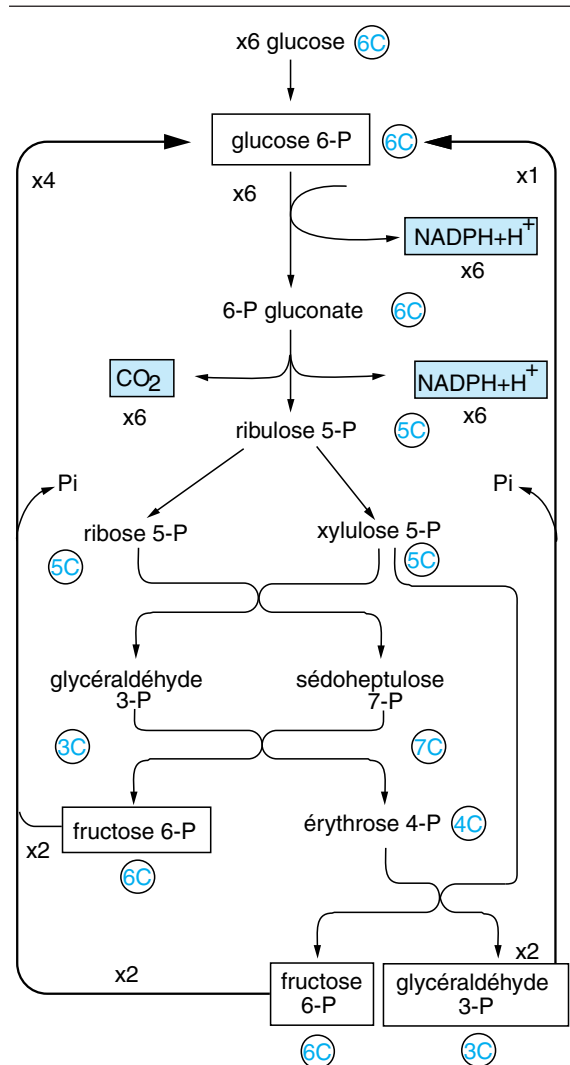 x6 glucose 6C
glucose 6-P 6C
x4
x6
x1
NADPH+H+
x6
6-P gluconate 6C
CO2
x6
NADPH+H+
x6
ribulose 5-P 5C
Pi
Pi
ribose 5-P
xylulose 5-P
5C
5C
glycéraldéhyde
3-P
sédoheptulose
7-P
3C
7C
fructose 6-P
x2
6C
érythrose 4-P 4C
x2
x2
fructose
6-P
glycéraldéhyde
3-P
6C
3C